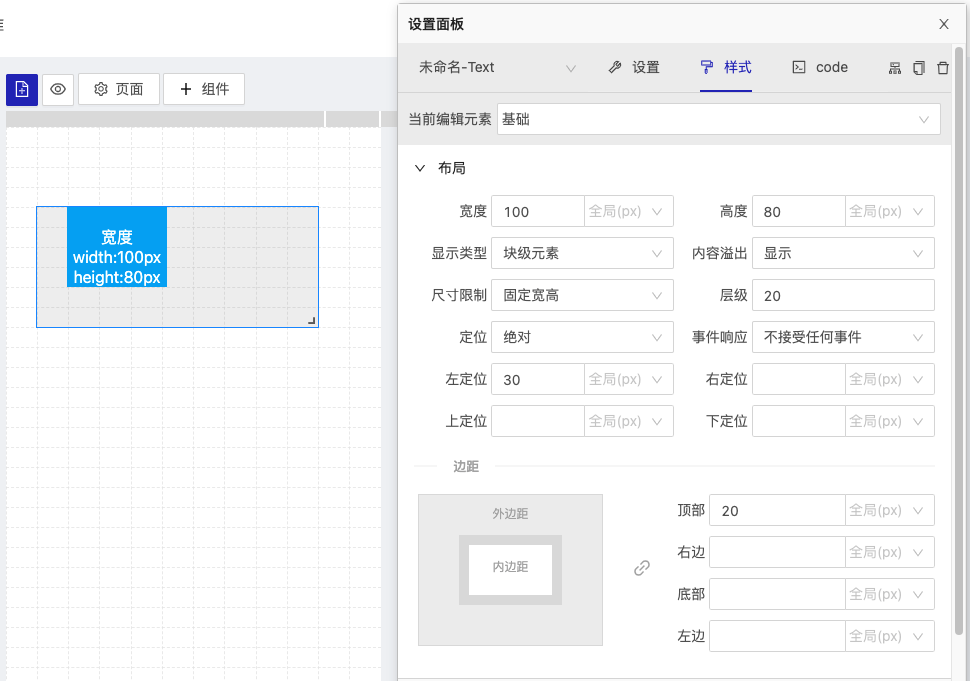 设置面板
未命名-Text
设置
样式
code
页面
组件
当前编辑元素
基础
布局
宽度
100
全局(px)
高度
80
全局(px)
宽度
width:100px
height:80px
显示类型
块级元素
内容溢出
显示
尺寸限制
固定宽高
层级
20
定位
绝对
事件响应
不接受任何事件
左定位
30
全局(px)
右定位
全局(px)
上定位
全局(px)
下定位
全局(px)
边距
外边距
内边距
顶部
20
全局(px)
右边
全局(px)
底部
全局(px)
左边
全局(px)